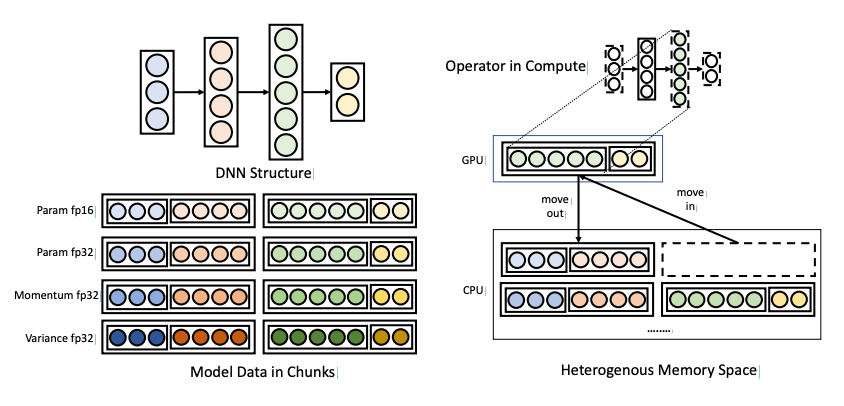 DNN Structure
Param fp16
Param fp32
Momentum fp32
Variance fp32
Model Data in Chunks
Operator in Compute
GPU
move
out
move
in
CPU
........
Heterogenous Memory Space